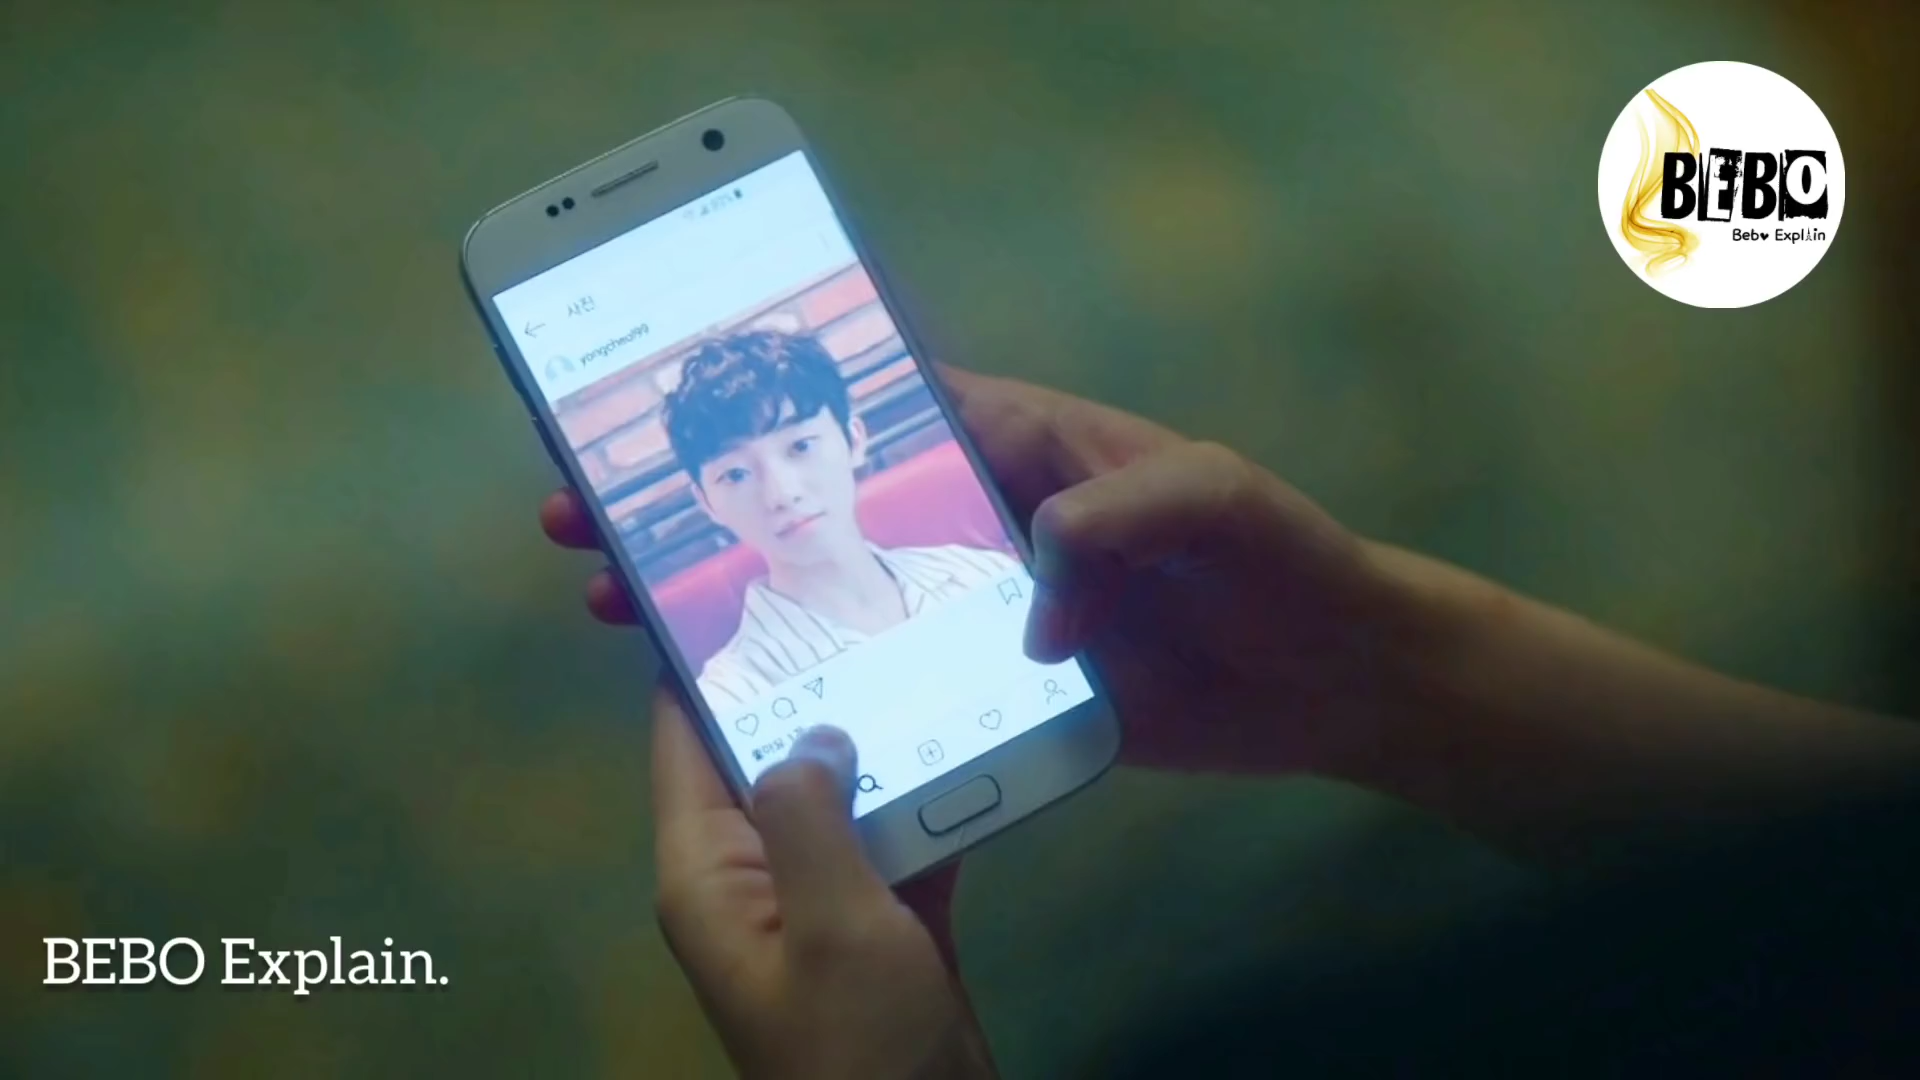 BEBO
Bebo Explain
사진
yongcheol99
BEBO Explain.